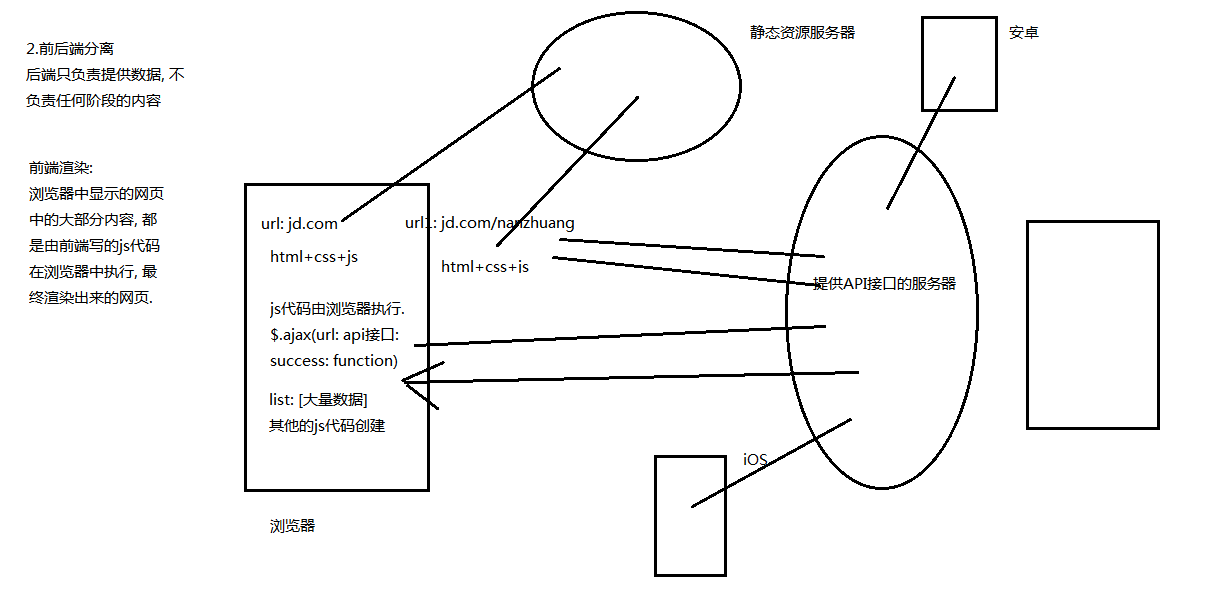 2.前后端分离
后端只负责提供数据, 不
负责任何阶段的内容
前端渲染:
浏览器中显示的网页
中的大部分内容, 都
是由前端写的js代码
在浏览器中执行, 最
终渲染出来的网页.
静态资源服务器
安卓
url: jd.com
html+css+js
url1: jd.com/nanzhuang
html+css+js
js代码由浏览器执行.
$.ajax(url: api接口:
success: function)
list: [大量数据]
其他的js代码创建
浏览器
提供API接口的服务器
iOS